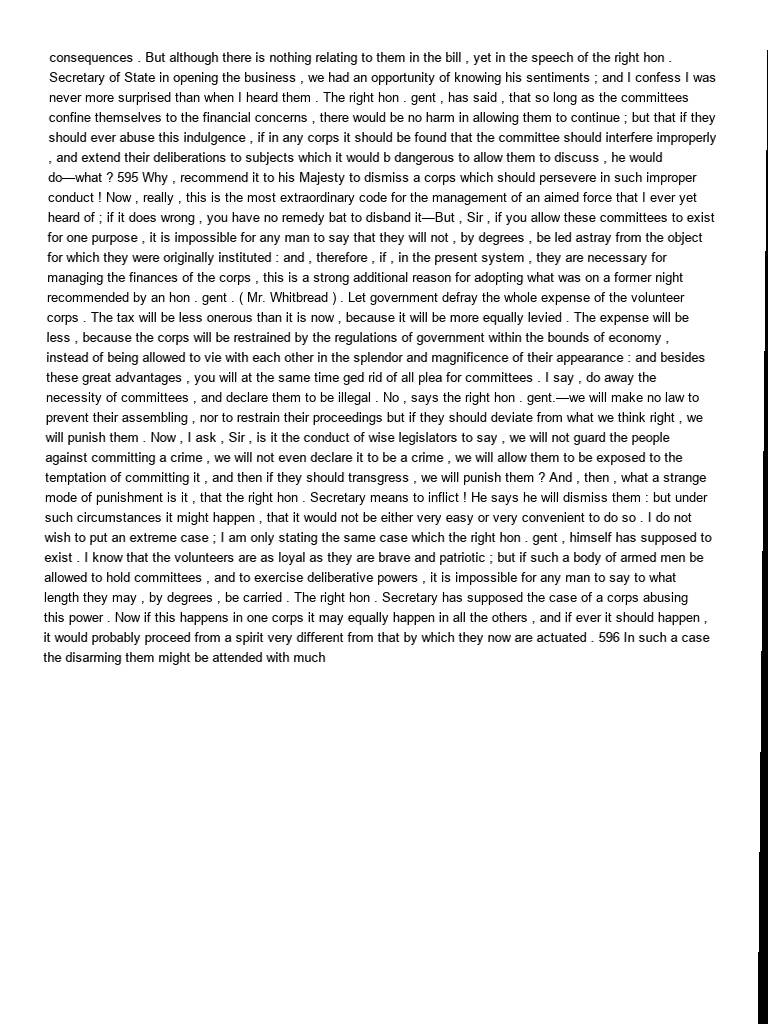 consequences . But although there is nothing relating to them in the bill , yet in the speech of the right hon .
Secretary of State in opening the business , we had an opportunity of knowing his sentiments ; and I confess I was
never more surprised than when I heard them . The right hon . gent , has said , that so long as the committees
confine themselves to the financial concerns , there would be no harm in allowing them to continue ; but that if they
should ever abuse this indulgence , if in any corps it should be found that the committee should interfere improperly
, and extend their deliberations to subjects which it would b dangerous to allow them to discuss , he would
do—what ? 595 Why , recommend it to his Majesty to dismiss a corps which should persevere in such improper
conduct ! Now , really , this is the most extraordinary code for the management of an aimed force that I ever yet
heard of ; if it does wrong , you have no remedy bat to disband it—But , Sir , if you allow these committees to exist
for one purpose , it is impossible for any man to say that they will not , by degrees , be led astray from the object
for which they were originally instituted : and , therefore , if , in the present system , they are necessary for
managing the finances of the corps , this is a strong additional reason for adopting what was on a former night
recommended by an hon . gent . ( Mr. Whitbread ) . Let government defray the whole expense of the volunteer
corps . The tax will be less onerous than it is now , because it will be more equally levied . The expense will be
less , because the corps will be restrained by the regulations of government within the bounds of economy ,
instead of being allowed to vie with each other in the splendor and magnificence of their appearance : and besides
these great advantages , you will at the same time ged rid of all plea for committees . I say , do away the
necessity of committees , and declare them to be illegal . No , says the right hon . gent.—we will make no law to
prevent their assembling , nor to restrain their proceedings but if they should deviate from what we think right , we
will punish them . Now , I ask , Sir , is it the conduct of wise legislators to say , we will not guard the people
against committing a crime , we will not even declare it to be a crime , we will allow them to be exposed to the
temptation of committing it , and then if they should transgress , we will punish them ? And , then , what a strange
mode of punishment is it , that the right hon . Secretary means to inflict ! He says he will dismiss them : but under
such circumstances it might happen , that it would not be either very easy or very convenient to do so . I do not
wish to put an extreme case ; I am only stating the same case which the right hon . gent , himself has supposed to
exist . I know that the volunteers are as loyal as they are brave and patriotic ; but if such a body of armed men be
allowed to hold committees , and to exercise deliberative powers , it is impossible for any man to say to what
length they may , by degrees , be carried . The right hon . Secretary has supposed the case of a corps abusing
this power . Now if this happens in one corps it may equally happen in all the others , and if ever it should happen ,
it would probably proceed from a spirit very different from that by which they now are actuated . 596 In such a case
the disarming them might be attended with much